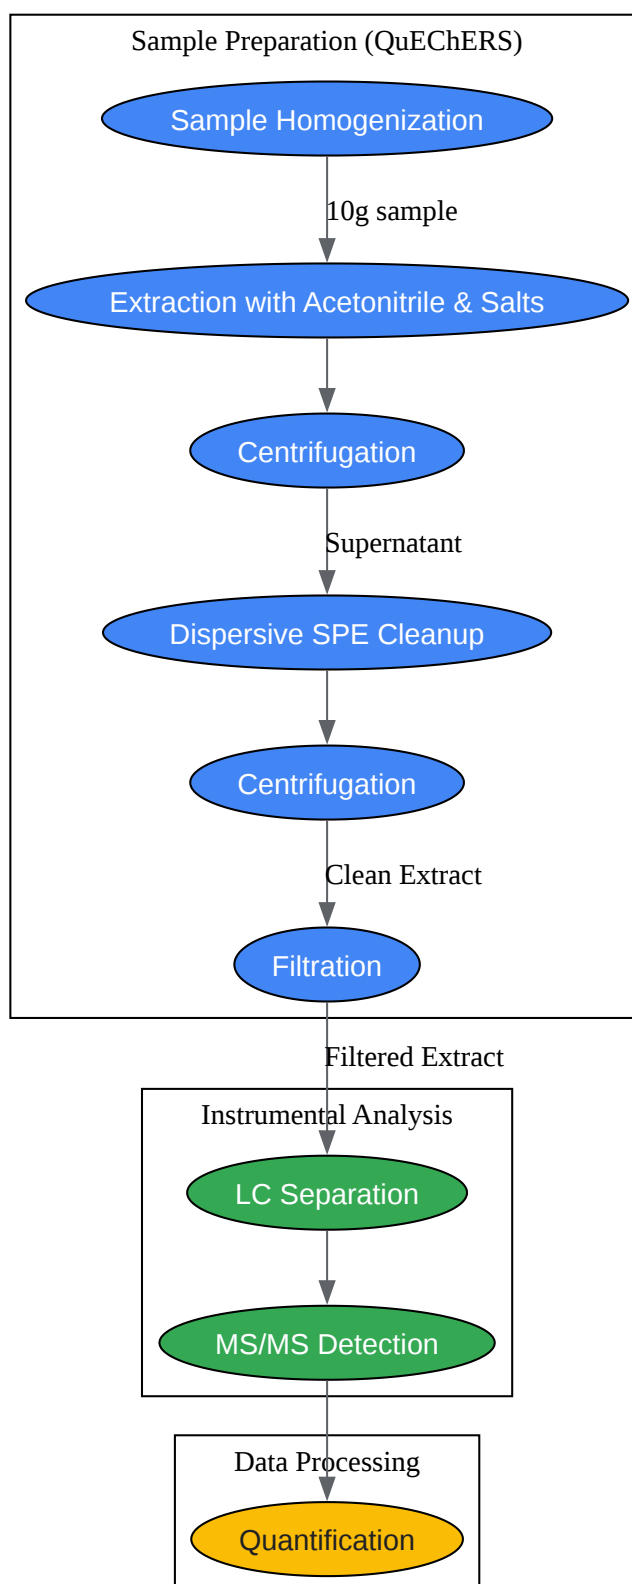 Sample Preparation (QuEChERS)
Sample Homogenization
10g sample
Extraction with Acetonitrile & Salts
Centrifugation
Supernatant
Dispersive SPE Cleanup
Centrifugation
Clean Extract
Filtration
Filtered Extract
Instrumental Analysis
LC Separation
MS/MS Detection
Data Processing
Quantification